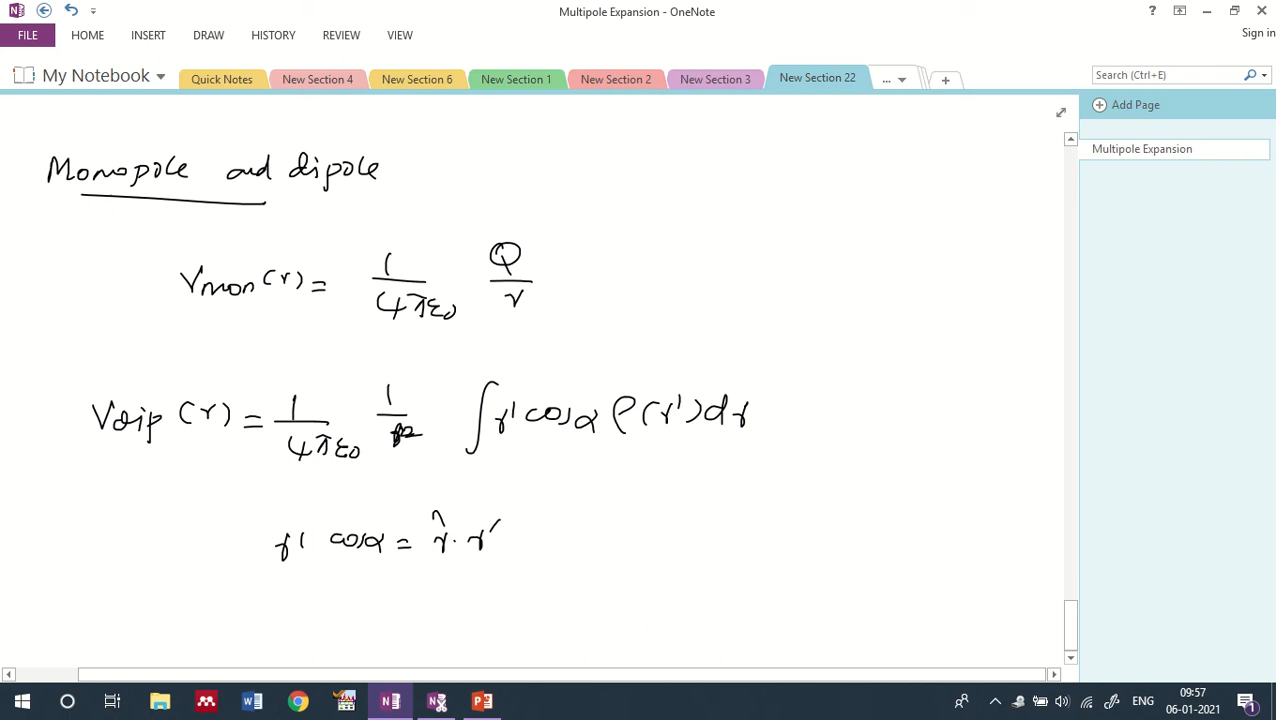 Multipole Expansion - OneNote
Sign in
FILE HOME INSERT DRAW HISTORY REVIEW VIEW
My Notebook Quick Notes New Section 4 New Section 6 New Section 1 New Section 2 New Section 3 New Section 22 ...
Search (Ctrl+E)
Add Page
Multipole Expansion
Monopole and dipole
Vmon(r) = 1/4πε0 Q/r
Vdip(r) = 1/4πε0 1/r² ∫r' cosα ρ(r')dr
r' cosα = r̂ · r'
ENG
09:57
06-01-2021
1